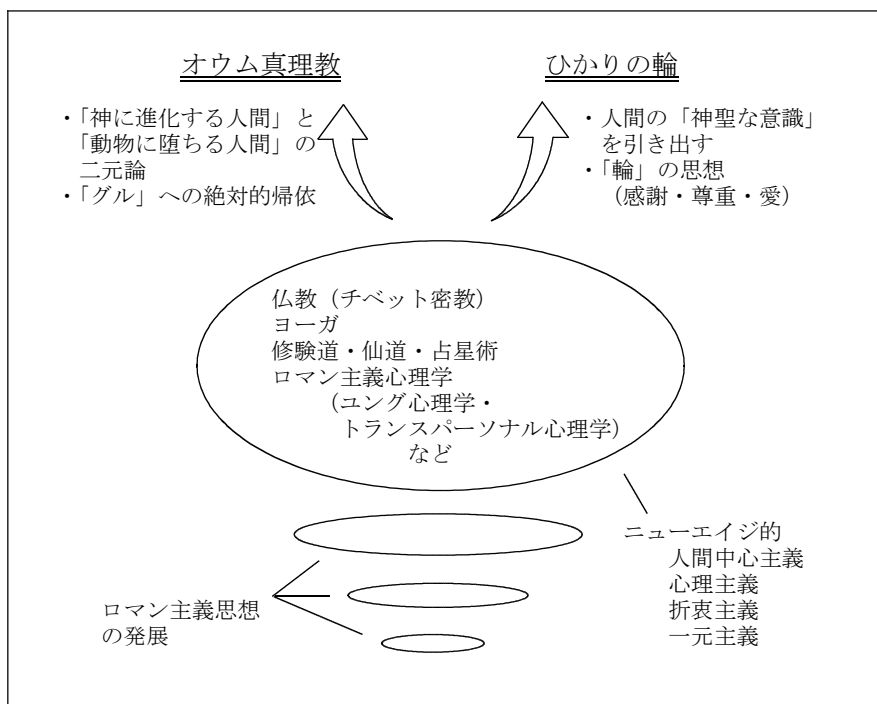 オウム真理教
・「神に進化する人間」と
「動物に堕ちる人間」の
二元論
・「グル」への絶対的帰依
ひかりの輪
・人間の「神聖な意識」
を引き出す
・「輪」の思想
（感謝・尊重・愛）
仏教（チベット密教）
ヨーガ
修験道・仙道・占星術
ロマン主義心理学
（ユング心理学・
トランスパーソナル心理学）
など
ニューエイジ的
人間中心主義
心理主義
折衷主義
一元主義
ロマン主義思想
の発展